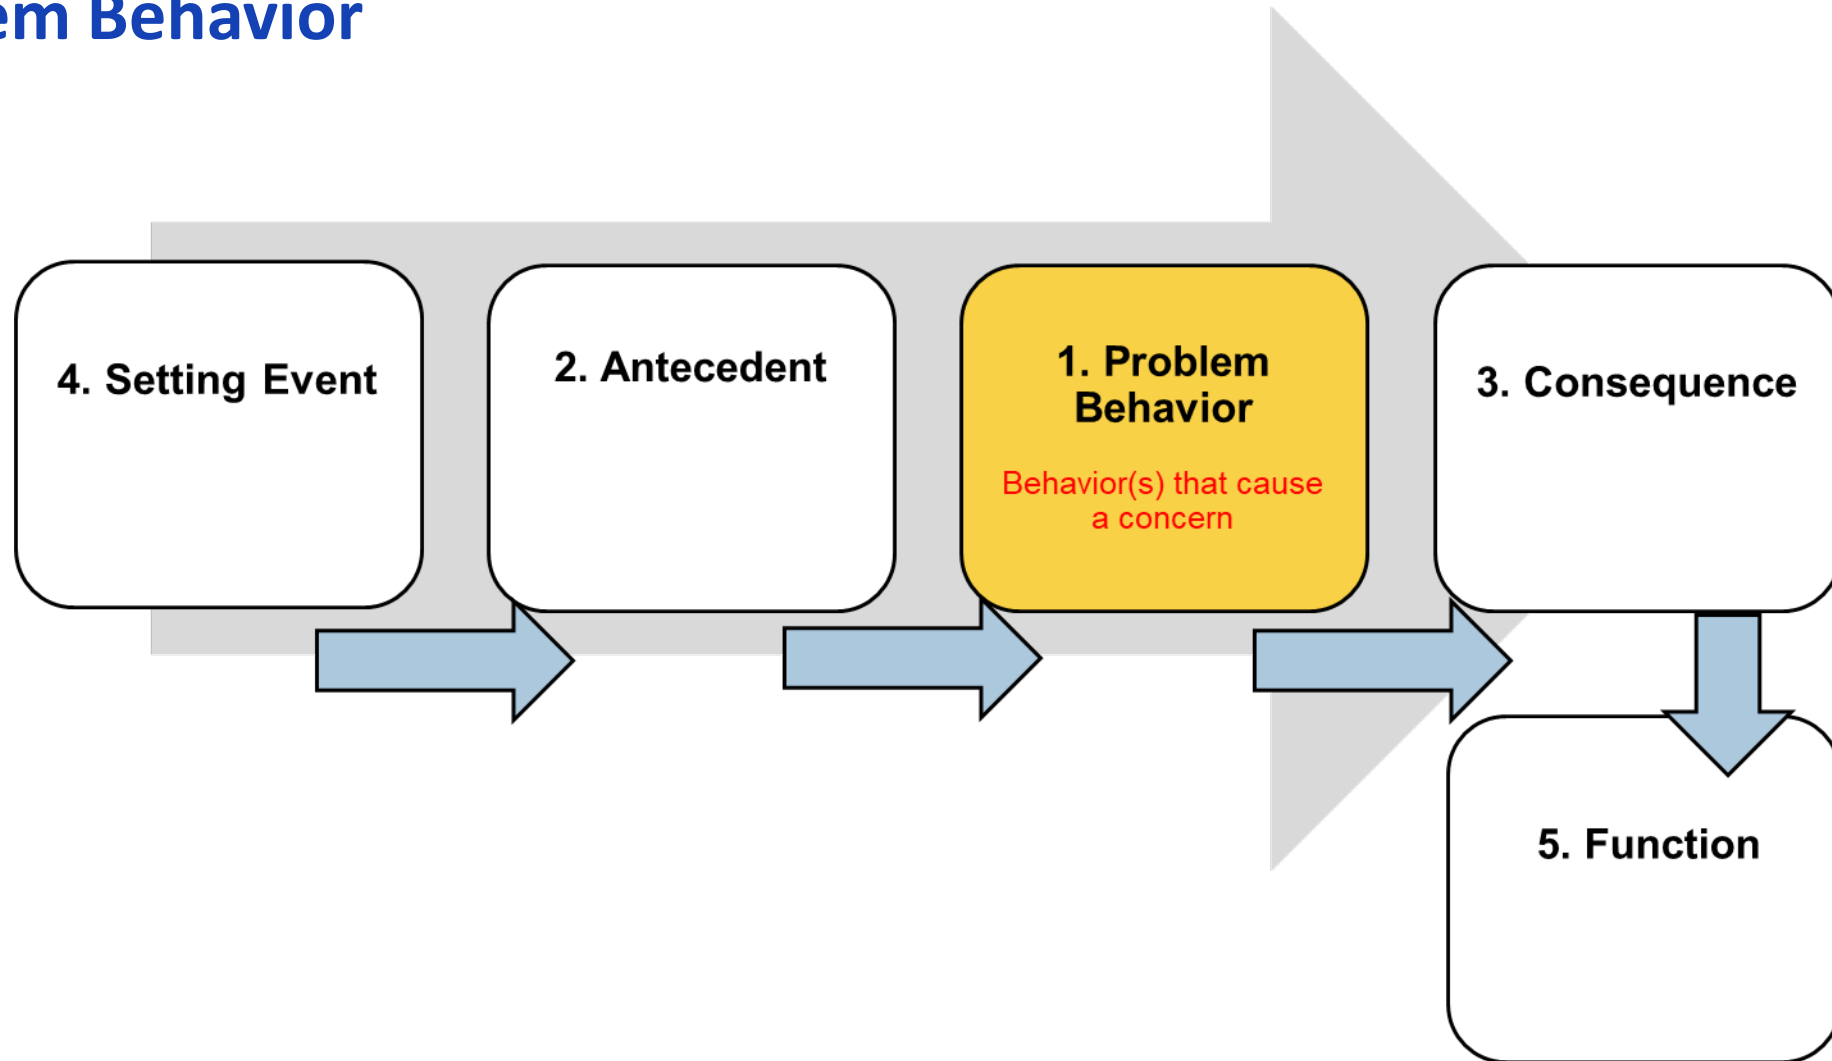 em Behavior
4. Setting Event
2. Antecedent
1. Problem
Behavior
Behavior(s) that cause
a concern
3. Consequence
5. Function